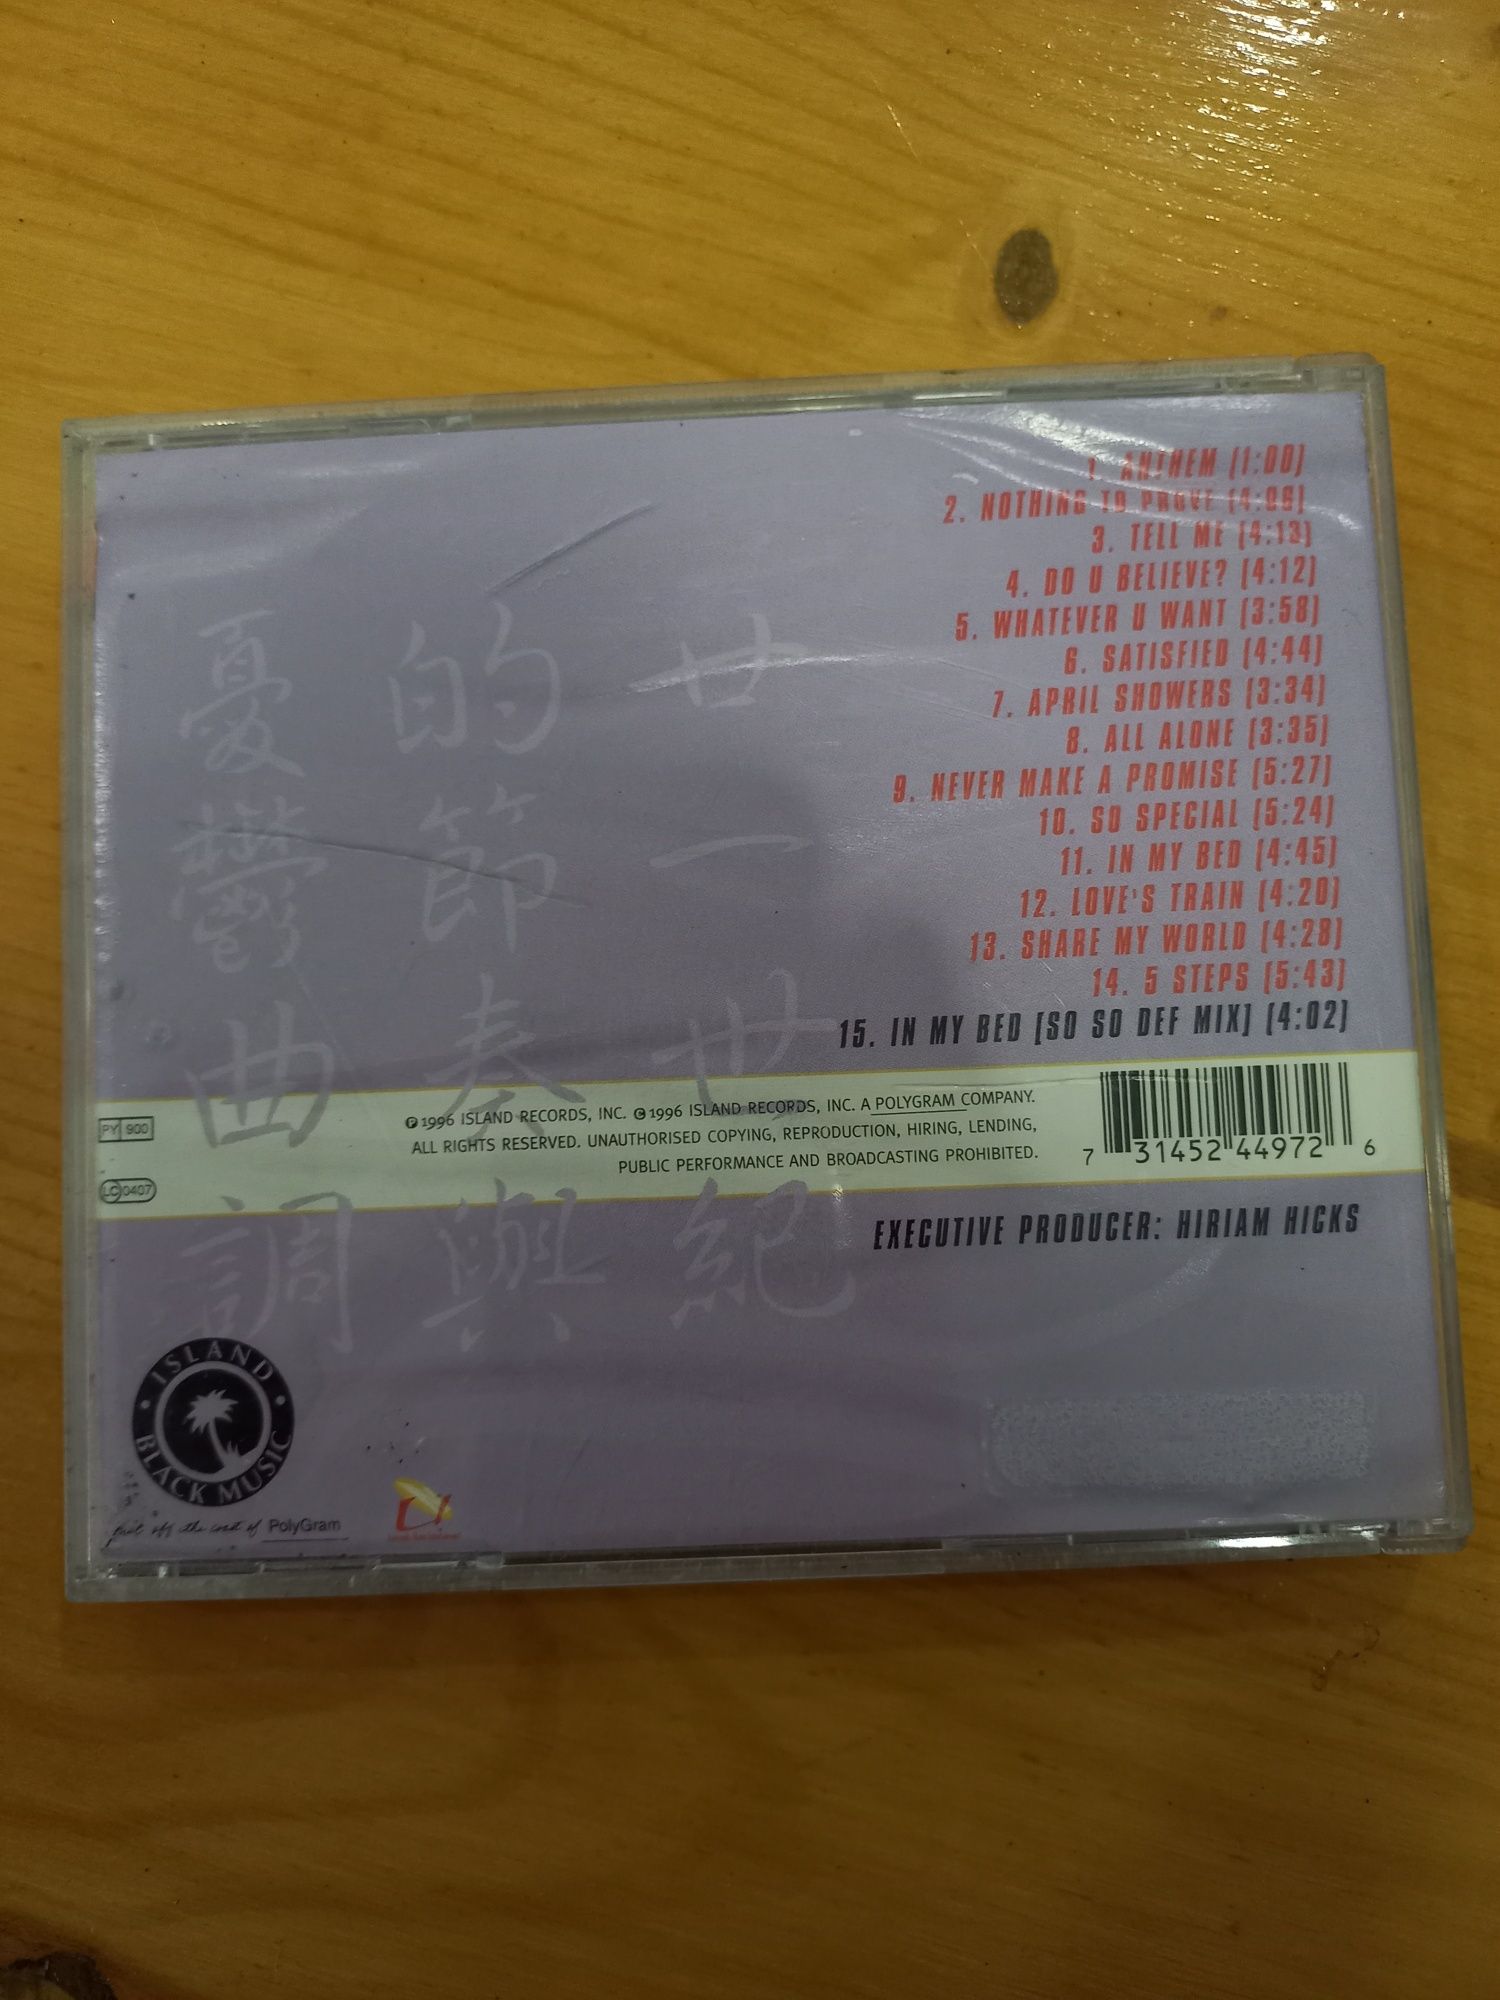 1. ANTHEM (1:00)
2. NOTHING TO PROVE (4:06)
3. TELL ME (4:13)
4. DO U BELIEVE? (4:12)
5. WHATEVER U WANT (3:58)
6. SATISFIED (4:44)
7. APRIL SHOWERS (3:34)
8. ALL ALONE (3:35)
9. NEVER MAKE A PROMISE (5:27)
10. SO SPECIAL (5:24)
11. IN MY BED (4:45)
12. LOVE'S TRAIN (4:20)
13. SHARE MY WORLD (4:28)
14. 5 STEPS (5:43)
15. IN MY BED [SO SO DEF MIX] (4:02)
廿一世紀
的節奏與
憂鬱曲調
PY 900
LC 0407
℗ 1996 ISLAND RECORDS, INC. © 1996 ISLAND RECORDS, INC. A POLYGRAM COMPANY.
ALL RIGHTS RESERVED. UNAUTHORISED COPYING, REPRODUCTION, HIRING, LENDING,
PUBLIC PERFORMANCE AND BROADCASTING PROHIBITED.
7 31452 44972 6
EXECUTIVE PRODUCER: HIRIAM HICKS
ISLAND BLACK MUSIC
just off the coast of PolyGram